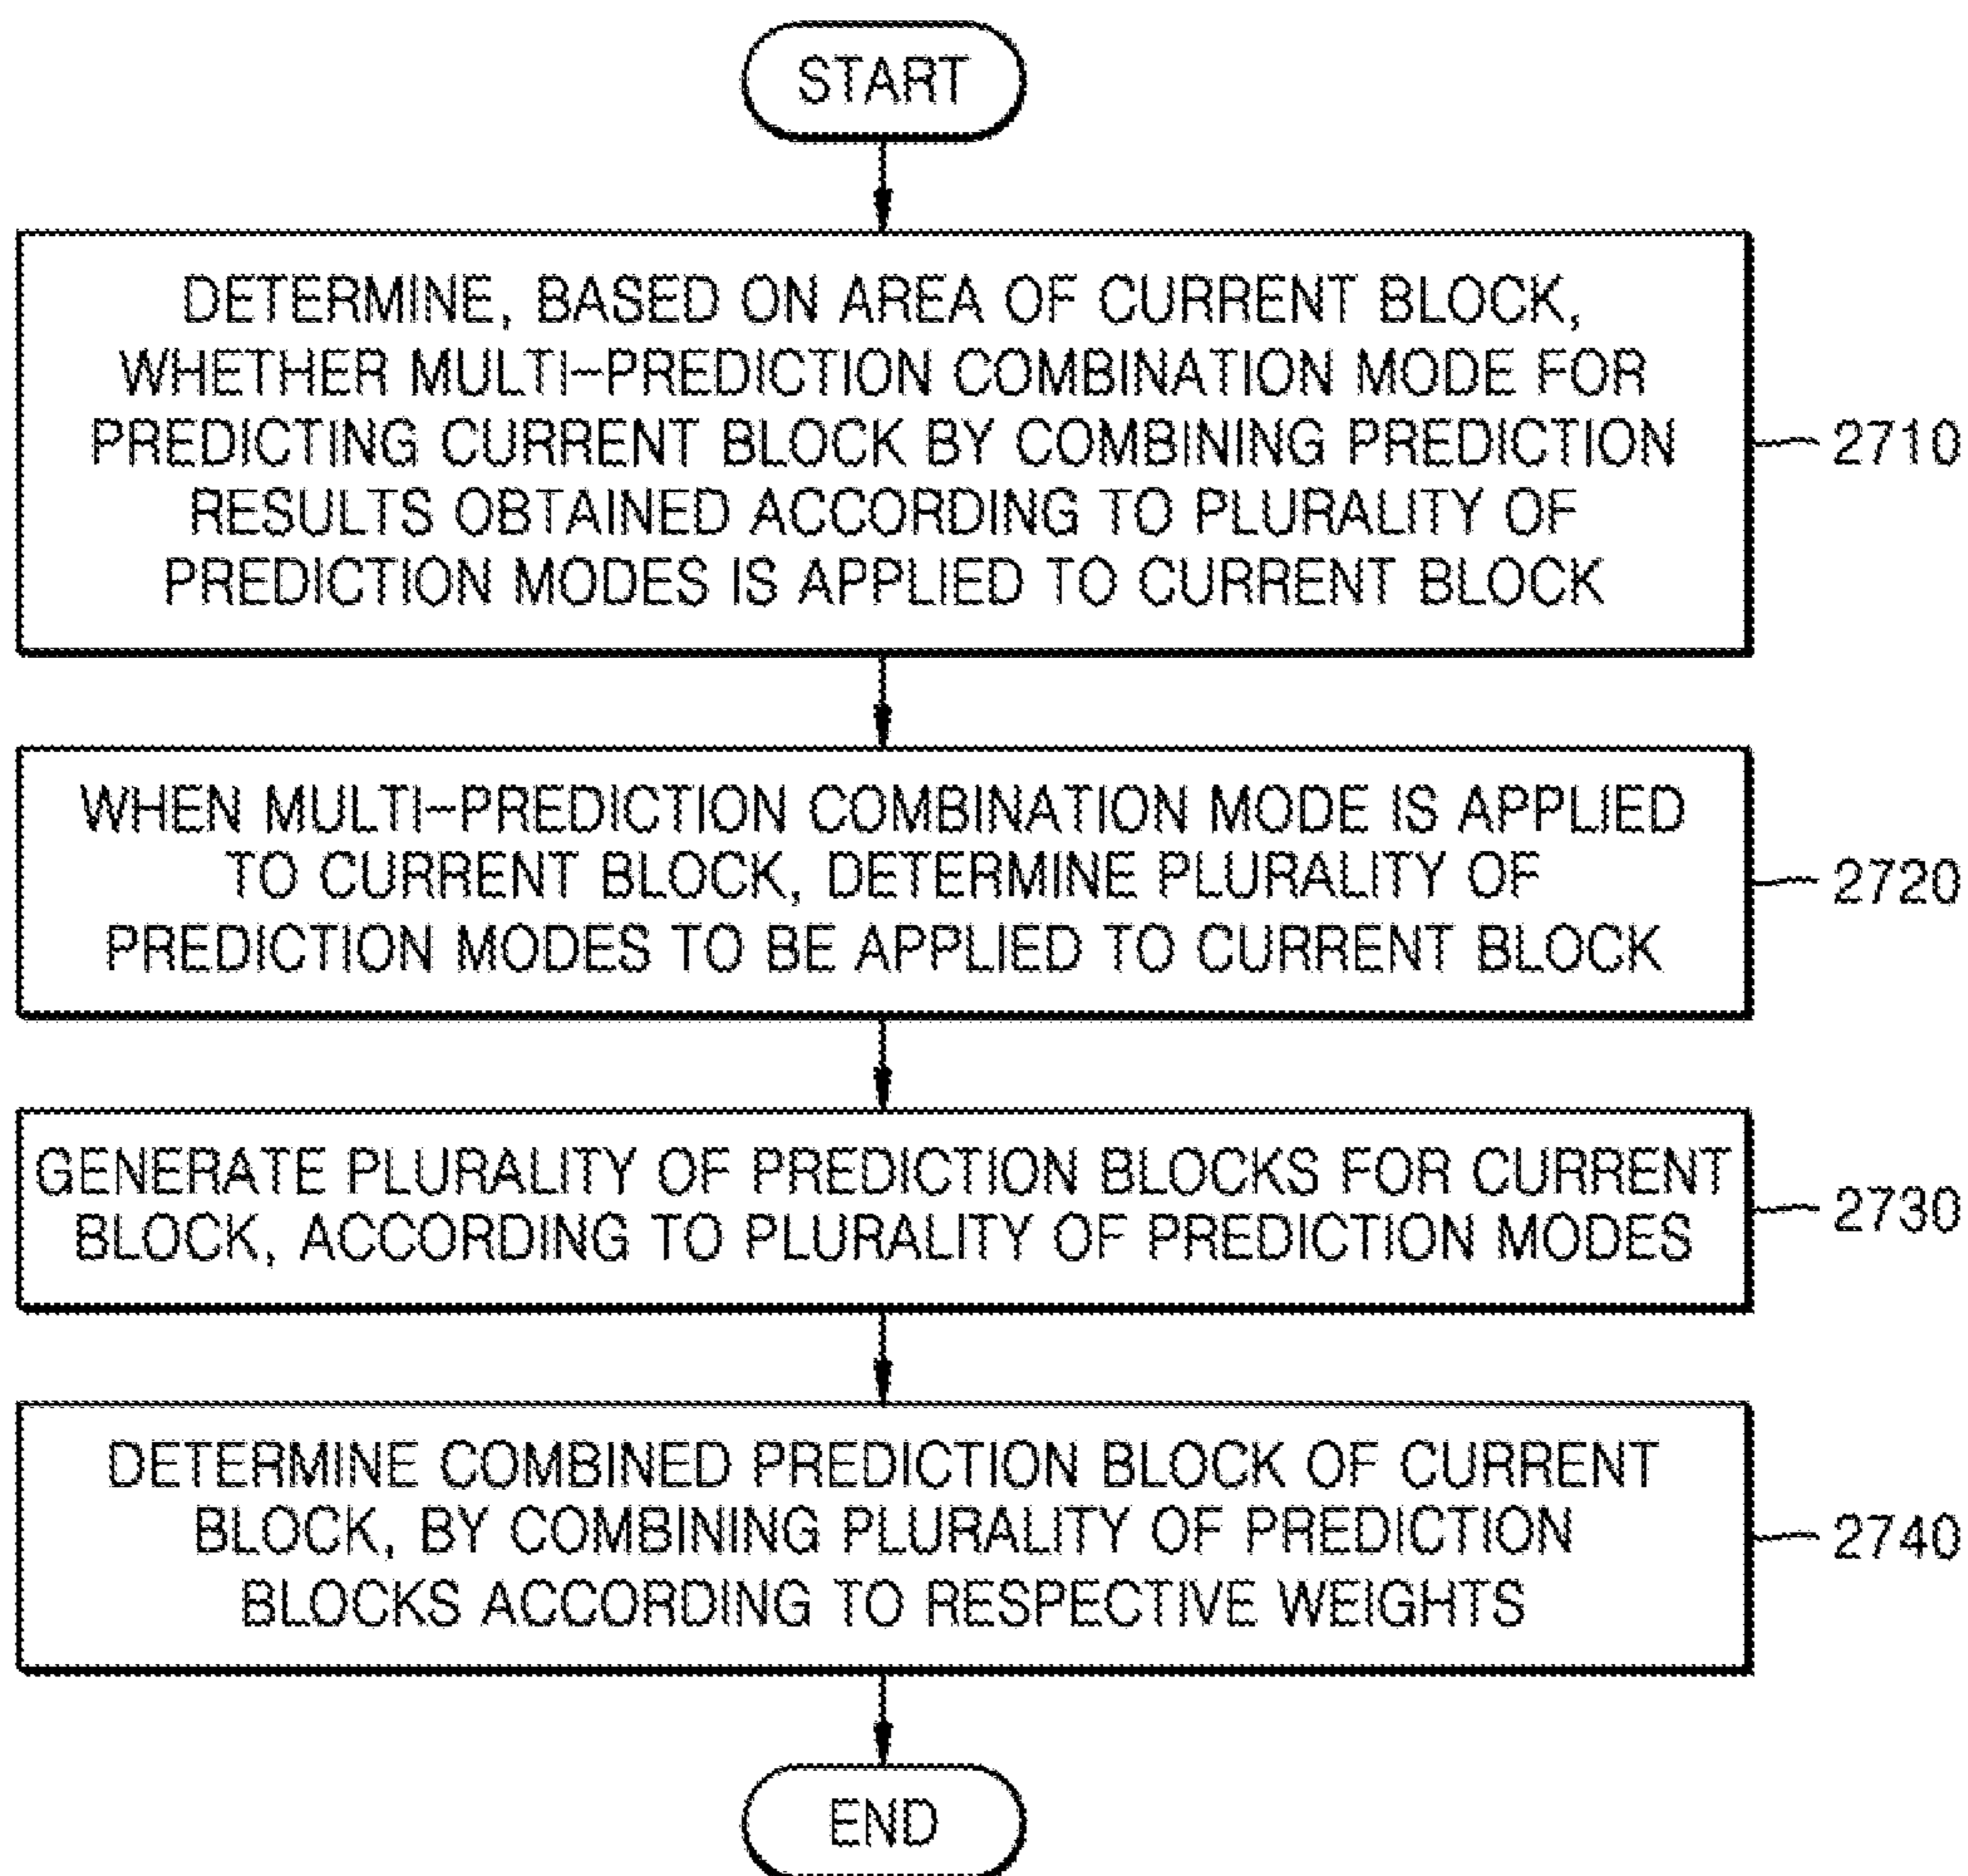 START
DETERMINE, BASED ON AREA OF CURRENT BLOCK,
WHETHER MULTI-PREDICTION COMBINATION MODE FOR
PREDICTING CURRENT BLOCK BY COMBINING PREDICTION
RESULTS OBTAINED ACCORDING TO PLURALITY OF
PREDICTION MODES IS APPLIED TO CURRENT BLOCK
2710
WHEN MULTI-PREDICTION COMBINATION MODE IS APPLIED
TO CURRENT BLOCK, DETERMINE PLURALITY OF
PREDICTION MODES TO BE APPLIED TO CURRENT BLOCK
2720
GENERATE PLURALITY OF PREDICTION BLOCKS FOR CURRENT
BLOCK, ACCORDING TO PLURALITY OF PREDICTION MODES
2730
DETERMINE COMBINED PREDICTION BLOCK OF CURRENT
BLOCK, BY COMBINING PLURALITY OF PREDICTION
BLOCKS ACCORDING TO RESPECTIVE WEIGHTS
2740
END